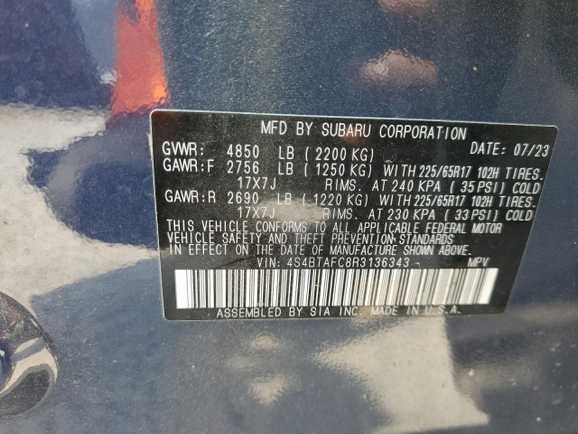 MFD BY SUBARU CORPORATION DATE: 07/23
GVWR: 4850 LB (2200 KG)
GAWR:F 2756 LB (1250 KG) WITH 225/65R17 102H TIRES.
17X7J RIMS. AT 240 KPA (35 PSI) COLD
GAWR:R 2690 LB (1220 KG) WITH 225/65R17 102H TIRES.
17X7J RIMS. AT 230 KPA (33 PSI) COLD
THIS VEHICLE CONFORMS TO ALL APPLICABLE FEDERAL MOTOR
VEHICLE SAFETY AND THEFT PREVENTION STANDARDS
IN EFFECT ON THE DATE OF MANUFACTURE SHOWN ABOVE.
VIN: 4S4BTAFC8R3136343 MPV
ASSEMBLED BY SIA INC. MADE IN U.S.A.